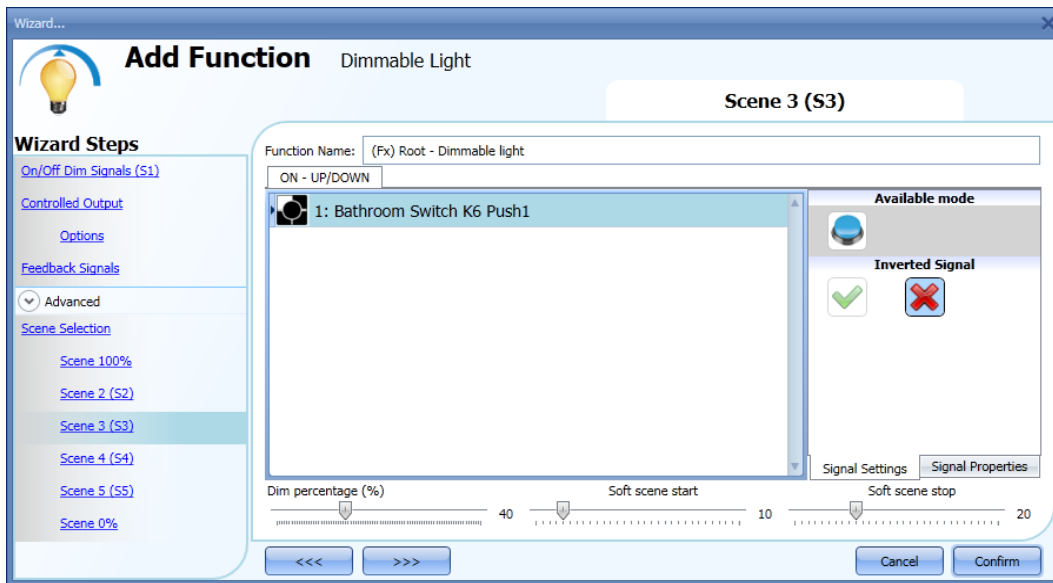 Wizard...
Add Function Dimmable Light
Scene 3 (S3)
Wizard Steps
On/Off Dim Signals (S1)
Controlled Output
Options
Feedback Signals
Advanced
Scene Selection
Scene 100%
Scene 2 (S2)
Scene 3 (S3)
Scene 4 (S4)
Scene 5 (S5)
Scene 0%
Function Name: (Fx) Root - Dimmable light
ON - UP/DOWN
1: Bathroom Switch K6 Push1
Available mode
Inverted Signal
Signal Settings Signal Properties
Dim percentage (%) Soft scene start Soft scene stop
40 10 20
<<< >>> Cancel Confirm